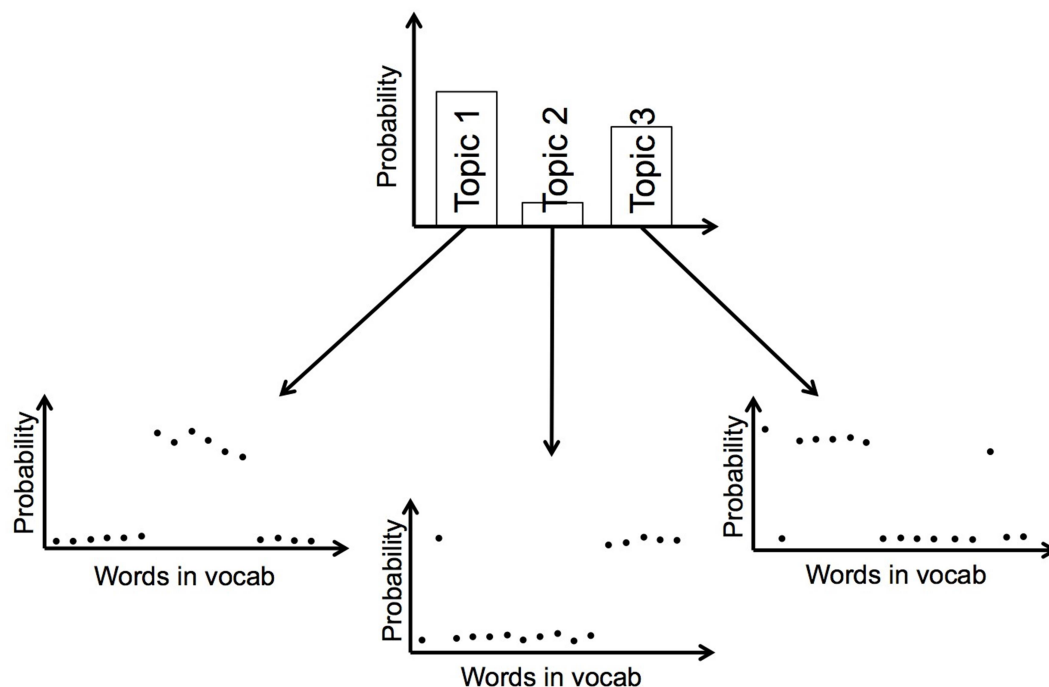 Probability
Topic 1
Topic 2
Topic 3
Probability
Words in vocab
Probability
Words in vocab
Probability
Words in vocab